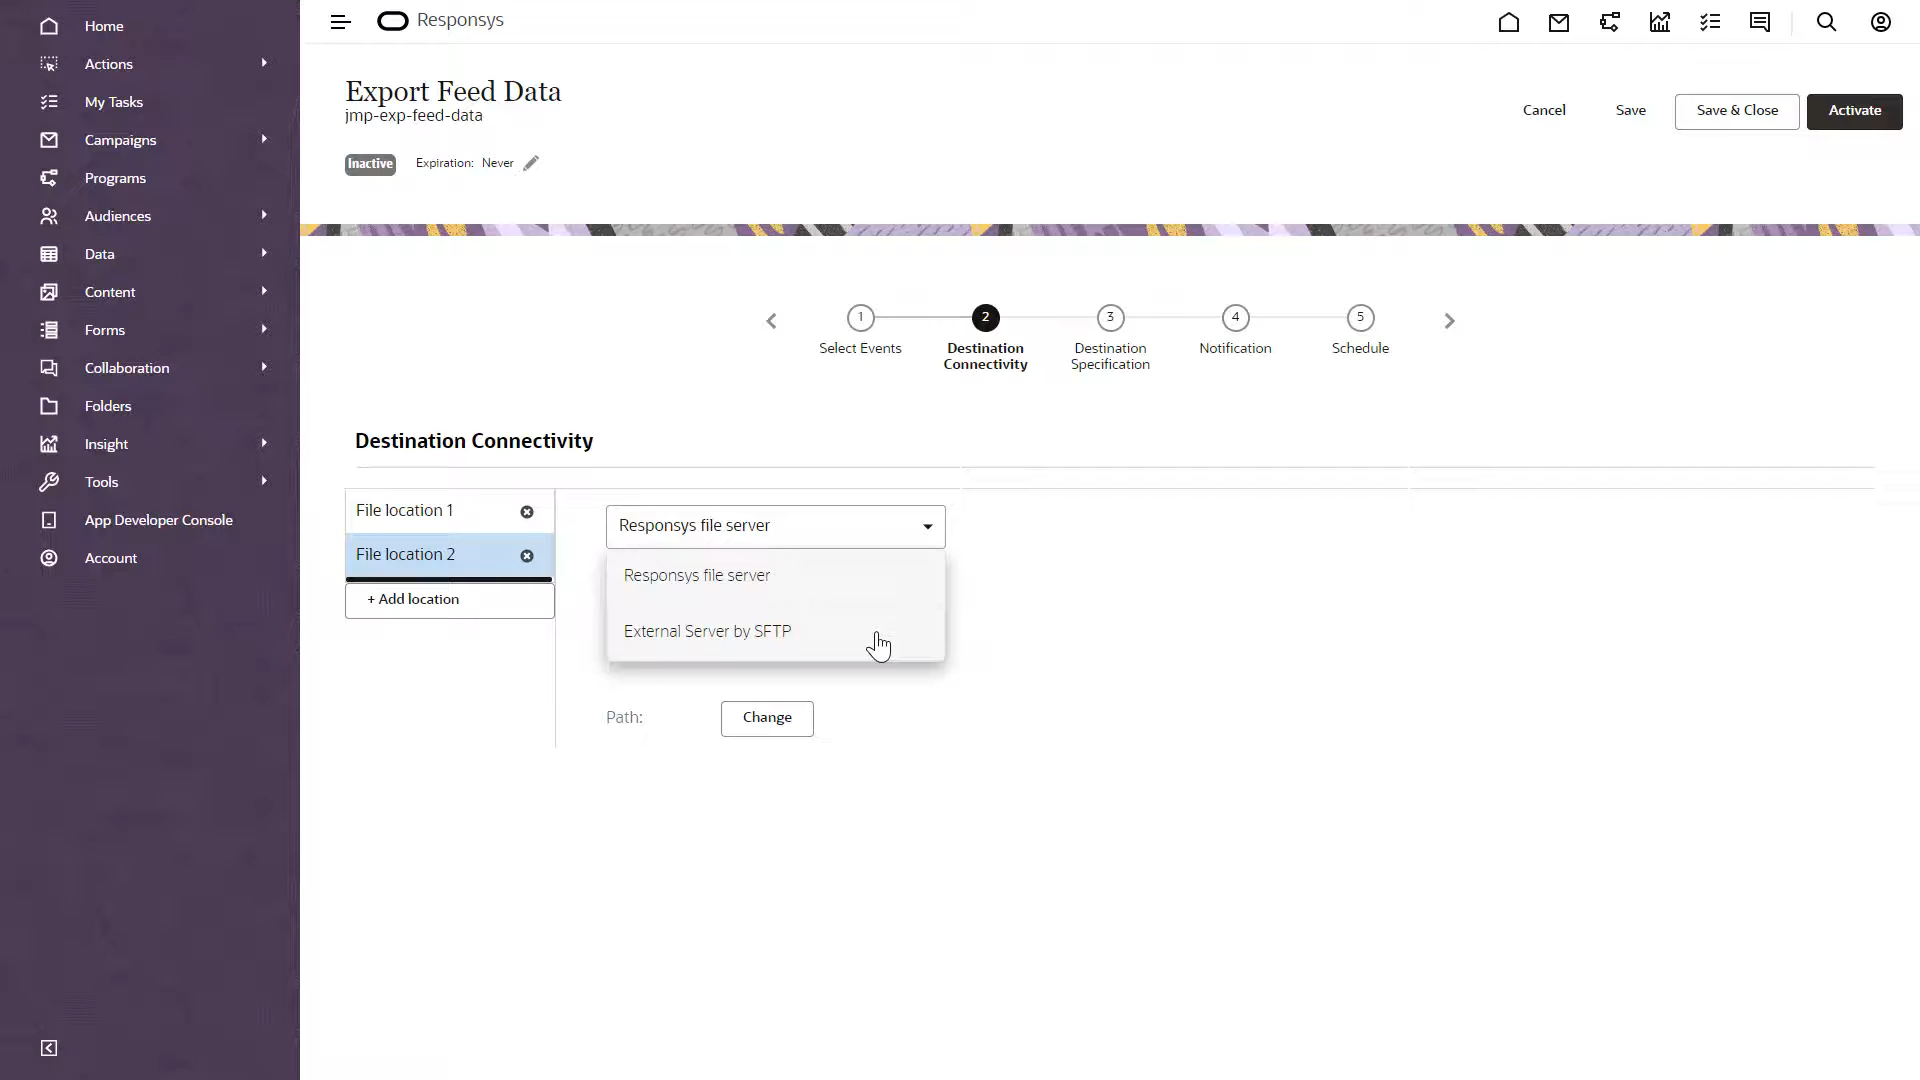 Home
Actions
My Tasks
Campaigns
Programs
Audiences
Data
Content
Forms
Collaboration
Folders
Insight
Tools
App Developer Console
Account
Responsys
Export Feed Data
jmp-exp-feed-data
Cancel
Save
Save & Close
Activate
Inactive
Expiration: Never
1
2
3
4
5
Select Events
Destination
Connectivity
Destination
Specification
Notification
Schedule
Destination Connectivity
File location 1
File location 2
+ Add location
Responsys file server
Responsys file server
External Server by SFTP
Path:
Change